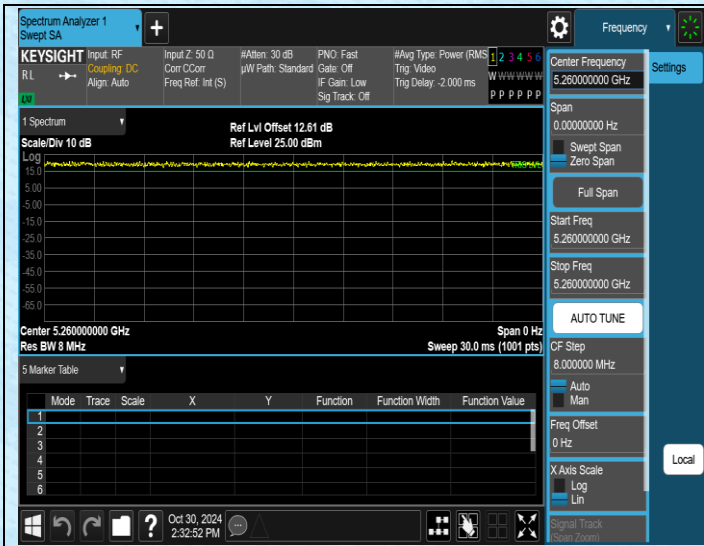 Spectrum Analyzer 1
Swept SA
Frequency
KEYSIGHT
R L
LXI
Input: RF
Coupling: DC
Align: Auto
Input Z: 50 Ω
Corr CCorr
Freq Ref: Int (S)
#Atten: 30 dB
µW Path: Standard
PNO: Fast
Gate: Off
IF Gain: Low
Sig Track: Off
#Avg Type: Power (RMS
Trig: Video
Trig Delay: -2.000 ms
1 2 3 4 5 6
W W W W W W
P P P P P P
Center Frequency
5.260000000 GHz
Settings
Span
0.00000000 Hz
Swept Span
Zero Span
Full Span
Start Freq
5.260000000 GHz
Stop Freq
5.260000000 GHz
AUTO TUNE
CF Step
8.000000 MHz
Auto
Man
Freq Offset
0 Hz
X Axis Scale
Log
Lin
Signal Track
(Span Zoom)
Local
1 Spectrum
Scale/Div 10 dB
Ref Lvl Offset 12.61 dB
Ref Level 25.00 dBm
Log
15.0
5.00
-5.00
-15.0
-25.0
-35.0
-45.0
-55.0
-65.0
Center 5.260000000 GHz
Res BW 8 MHz
Span 0 Hz
Sweep 30.0 ms (1001 pts)
5 Marker Table
Mode Trace Scale X Y Function Function Width Function Value
1
2
3
4
5
6
?
Oct 30, 2024
2:32:52 PM